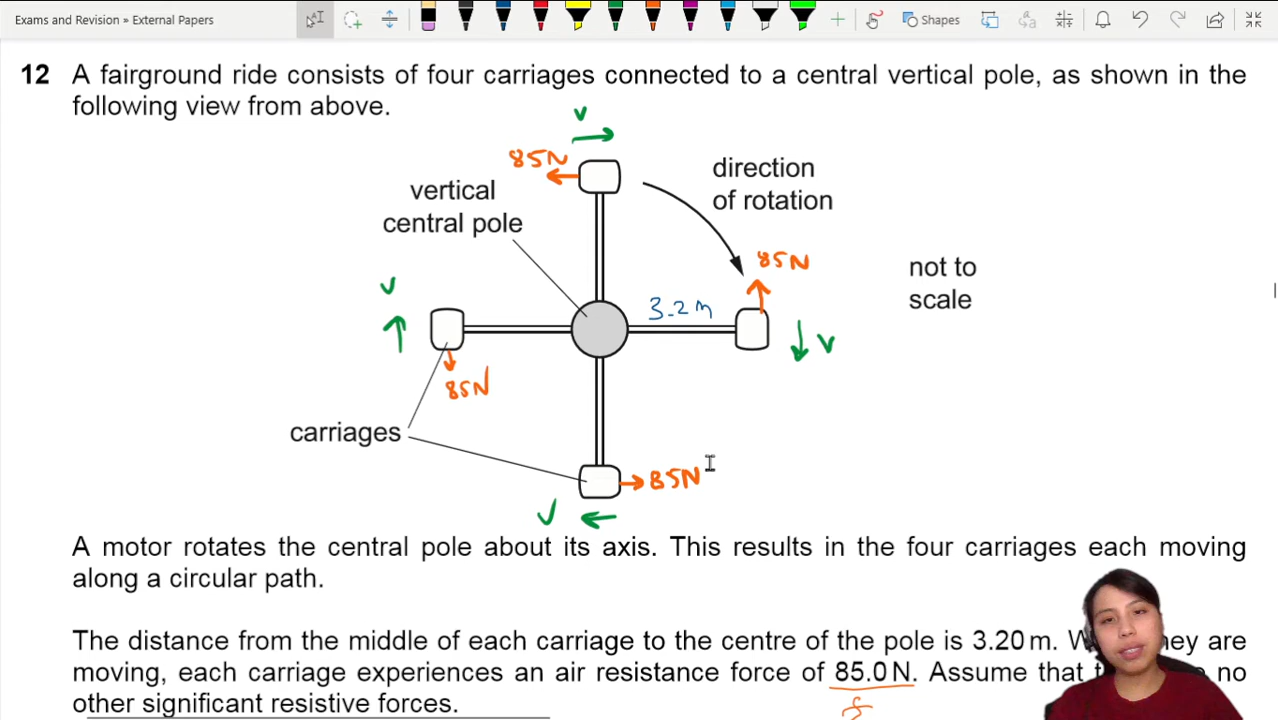 Exams and Revision » External Papers
Shapes
12 A fairground ride consists of four carriages connected to a central vertical pole, as shown in the
following view from above.
v
85N
direction
of rotation
vertical
central pole
85N
not to
scale
v
3.2 m
v
85N
carriages
85N
v
A motor rotates the central pole about its axis. This results in the four carriages each moving
along a circular path.
The distance from the middle of each carriage to the centre of the pole is 3.20 m. hey are
moving, each carriage experiences an air resistance force of 85.0 N. Assume that no
other significant resistive forces.